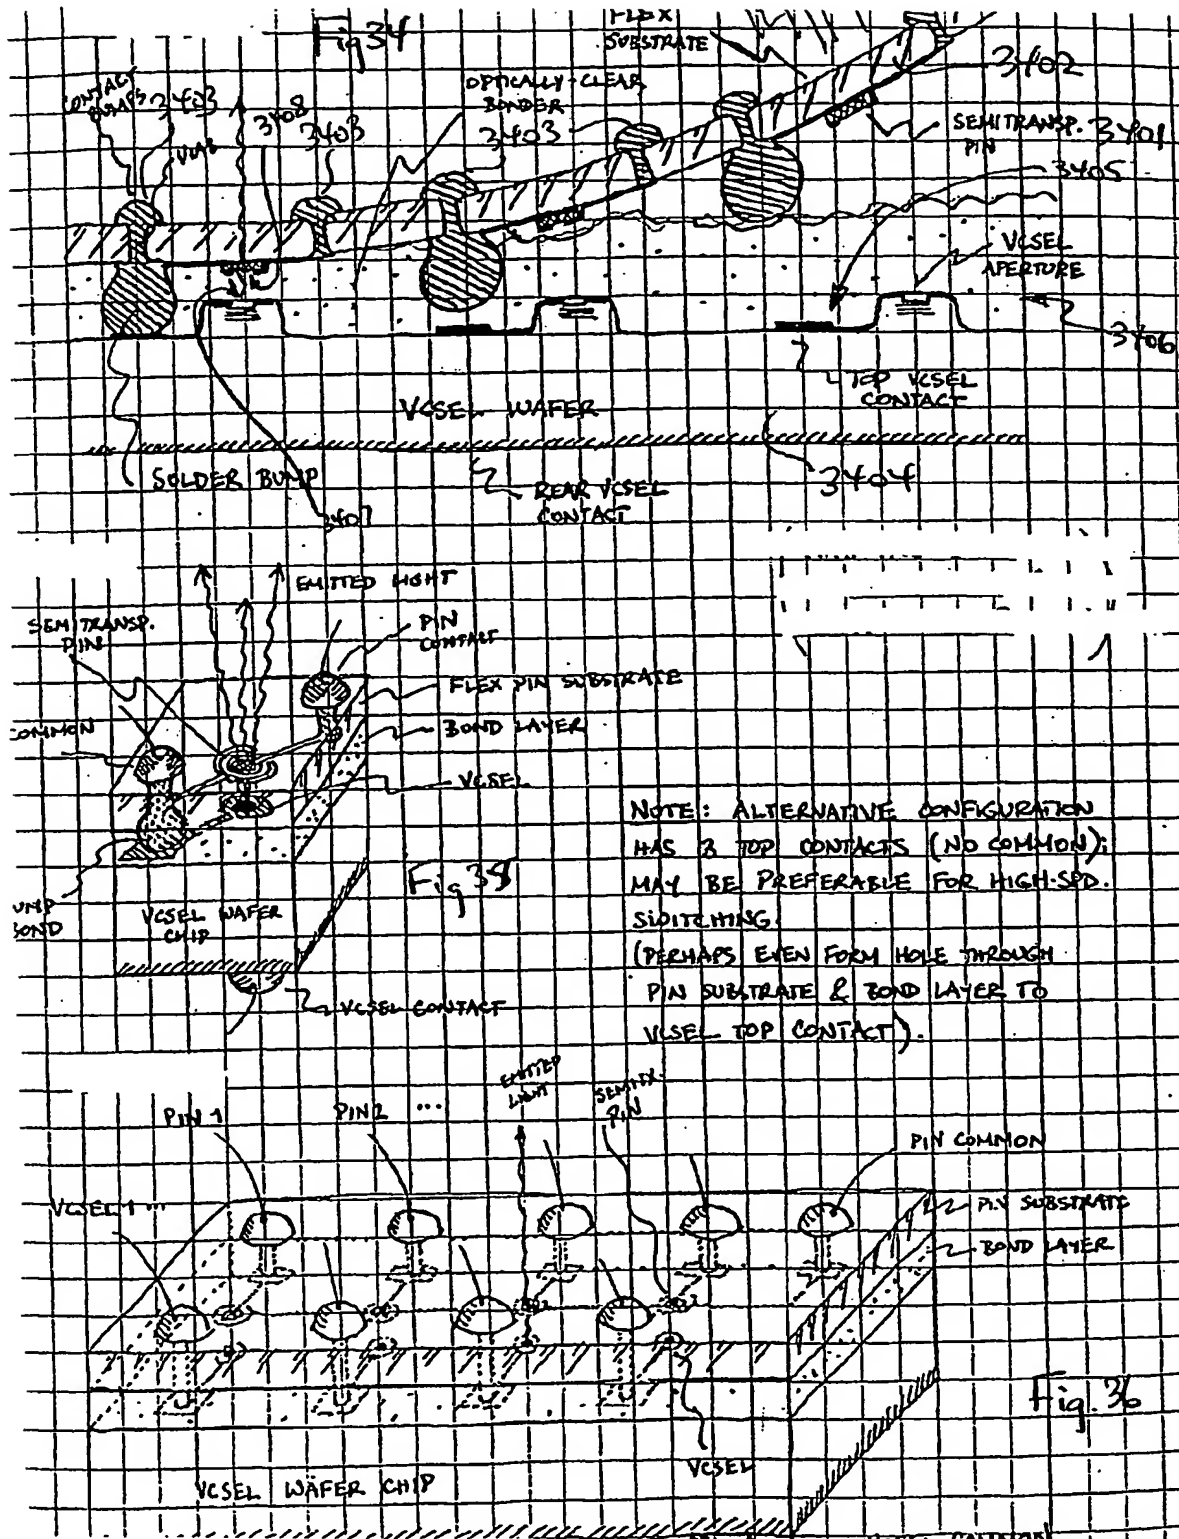 Fig 34
FLEX
SUBSTRATE
3402
CONTACT
BUMPS
3403
VIAS
3408
3403
OPTICALLY-CLEAR
BONDER
3403
SEMITRANSP.
PIN
3401
3405
VCSEL
APERTURE
3406
TOP VCSEL
CONTACT
VCSEL WAFER
SOLDER BUMP
3407
REAR VCSEL
CONTACT
3404
EMITTED LIGHT
SEMITRANSP.
PIN
PIN
CONTACT
FLEX PIN SUBSTRATE
COMMON
BOND LAYER
VCSEL
BOND
VCSEL WAFER
CHIP
VCSEL CONTACT
NOTE: ALTERNATIVE CONFIGURATION
HAS 3 TOP CONTACTS (NO COMMON);
MAY BE PREFERABLE FOR HIGH-SPD.
SWITCHING.
(PERHAPS EVEN FORM HOLE THROUGH
PIN SUBSTRATE & BOND LAYER TO
VCSEL TOP CONTACT).
PIN 1
PIN 2 ...
EMITTED
LIGHT
PIN
PIN COMMON
VCSEL 1 ...
PIN SUBSTRATE
BOND LAYER
Fig. 36
VCSEL WAFER CHIP
VCSEL